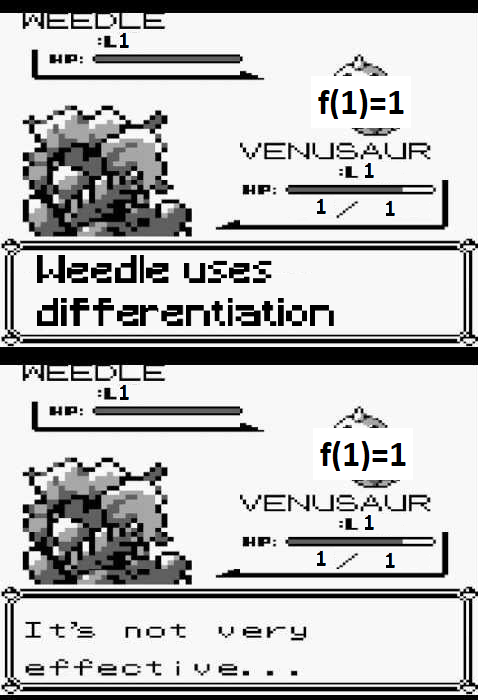 WEEDLE
:L1
HP:
f(1)=1
VENUSAUR
:L1
HP:
1 / 1
Weedle uses
differentiation
WEEDLE
:L1
HP:
f(1)=1
VENUSAUR
:L1
HP:
1 / 1
It's not very
effective...